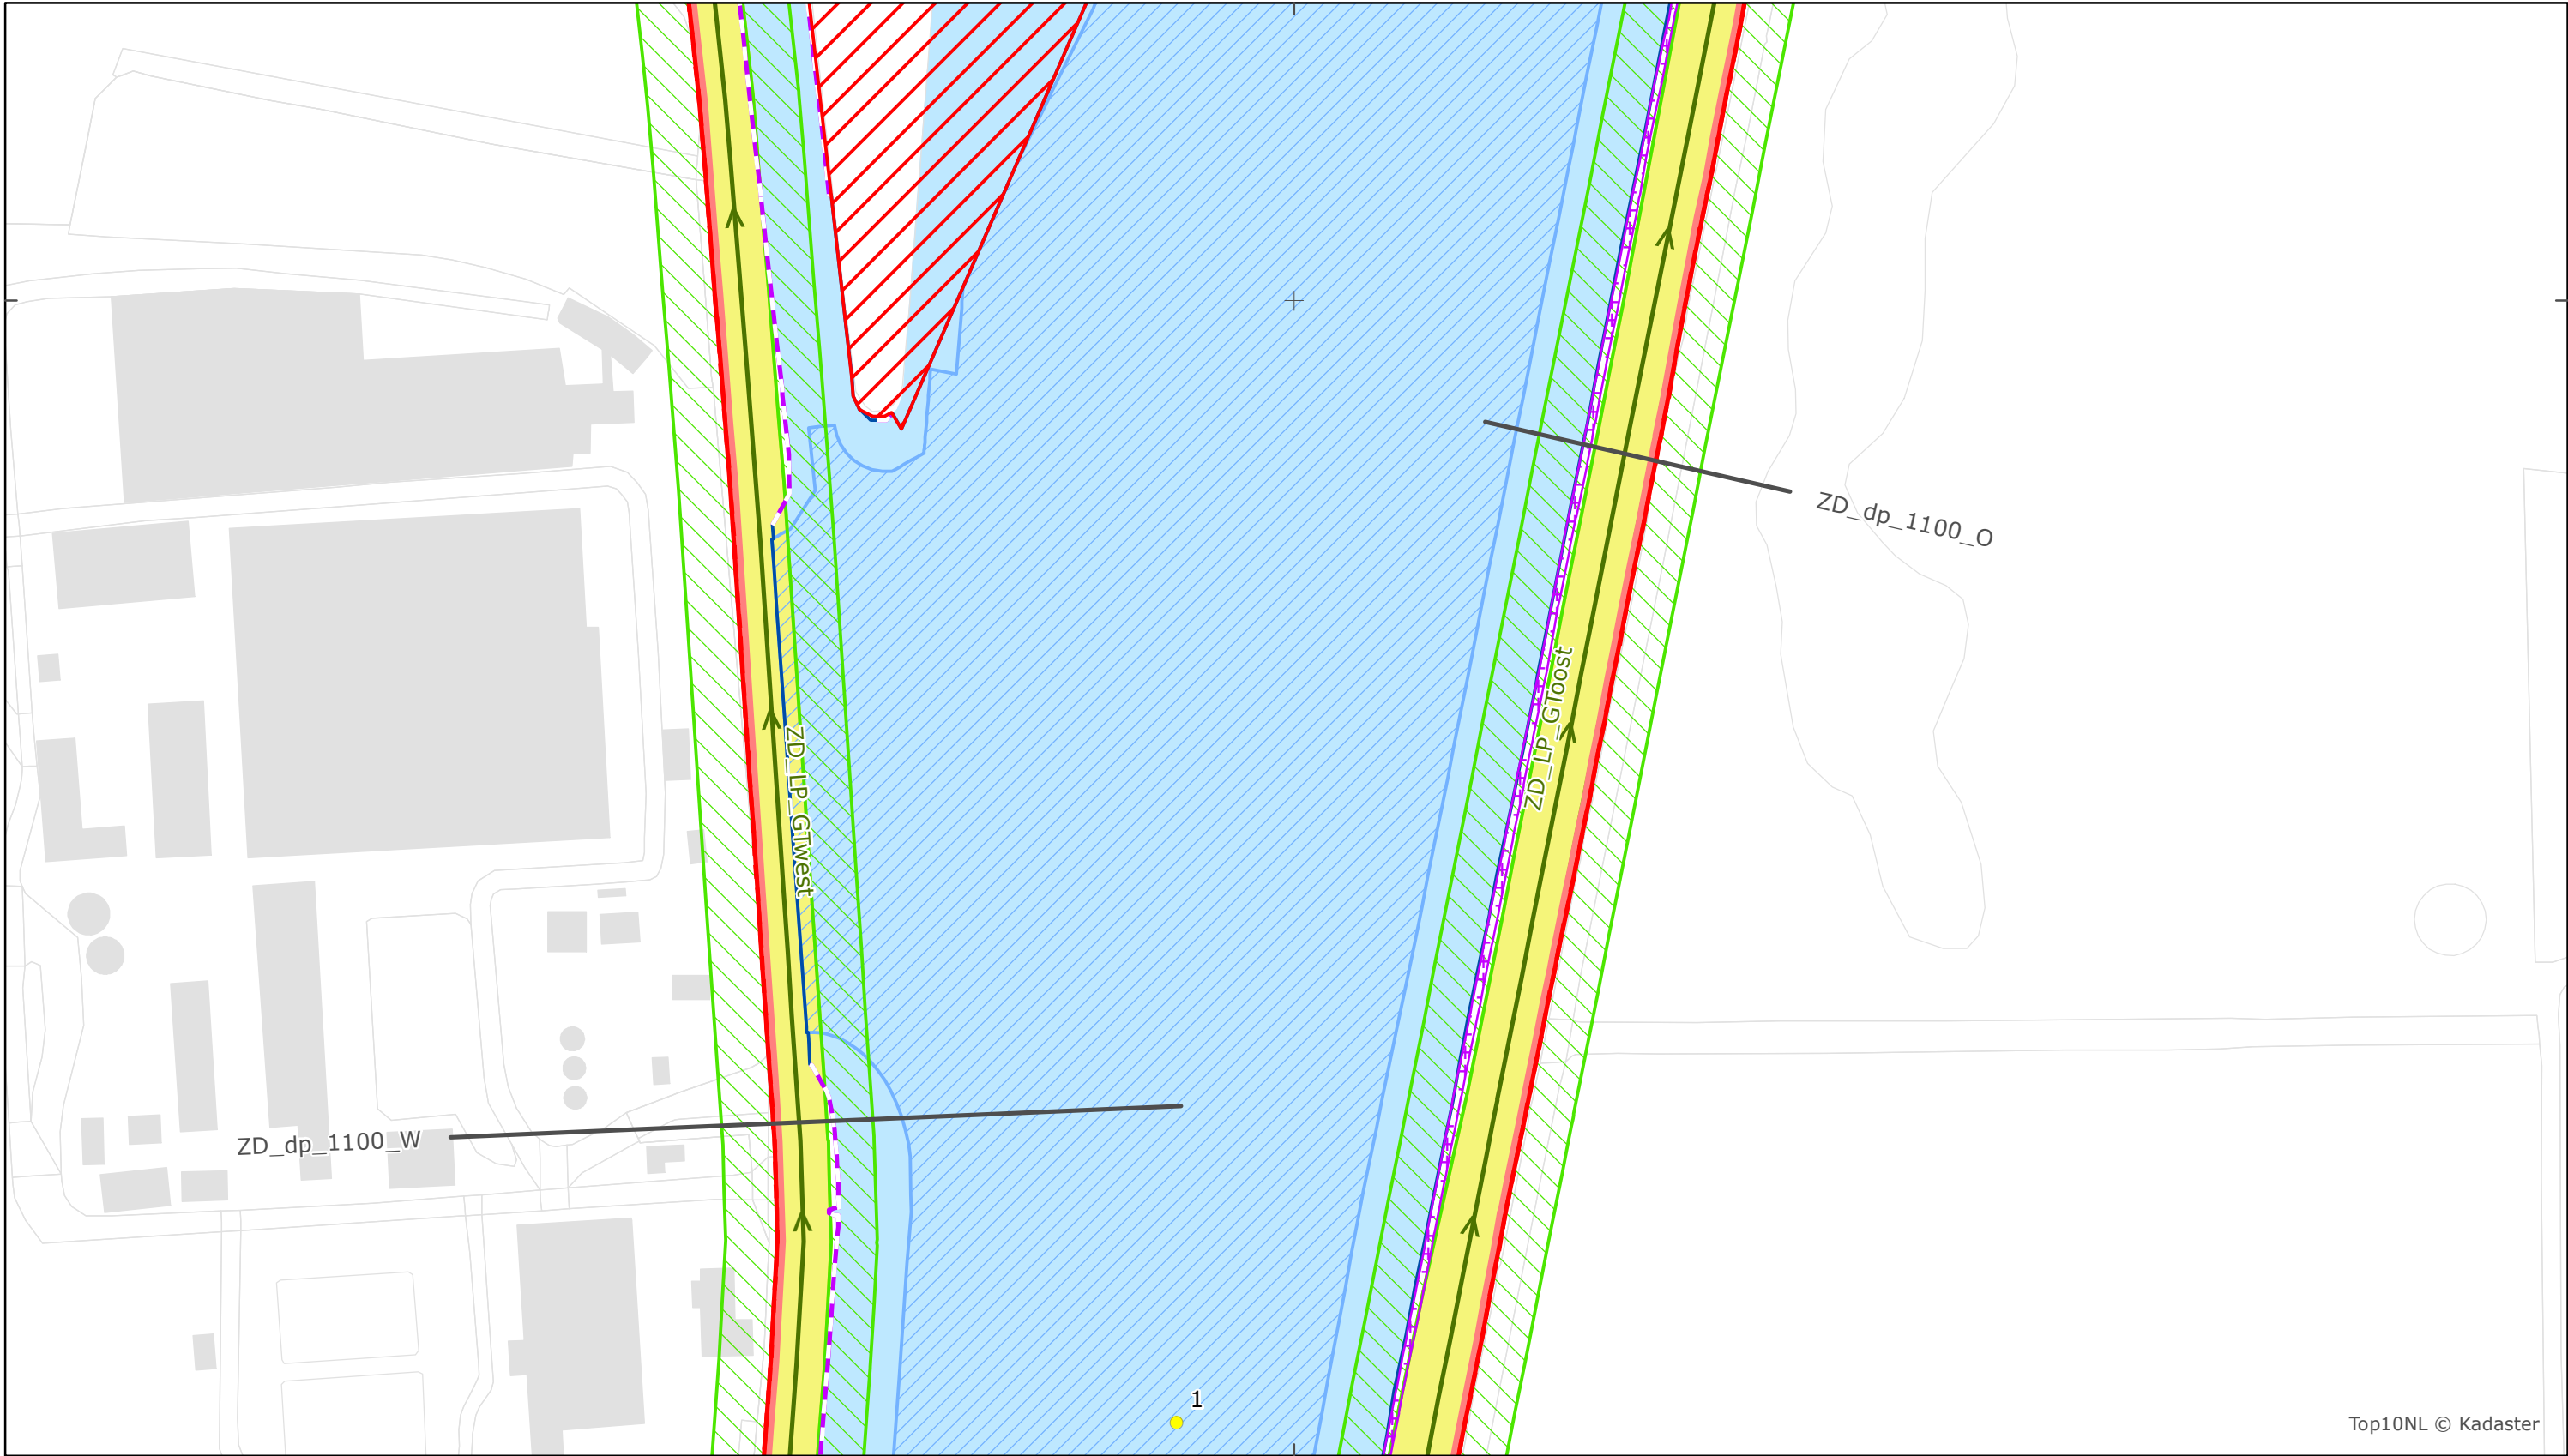 ZD_dp_1100_O
ZD_LP_GToost
ZD_LP_GTwest
ZD_dp_1100_W
1
Top10NL © Kadaster